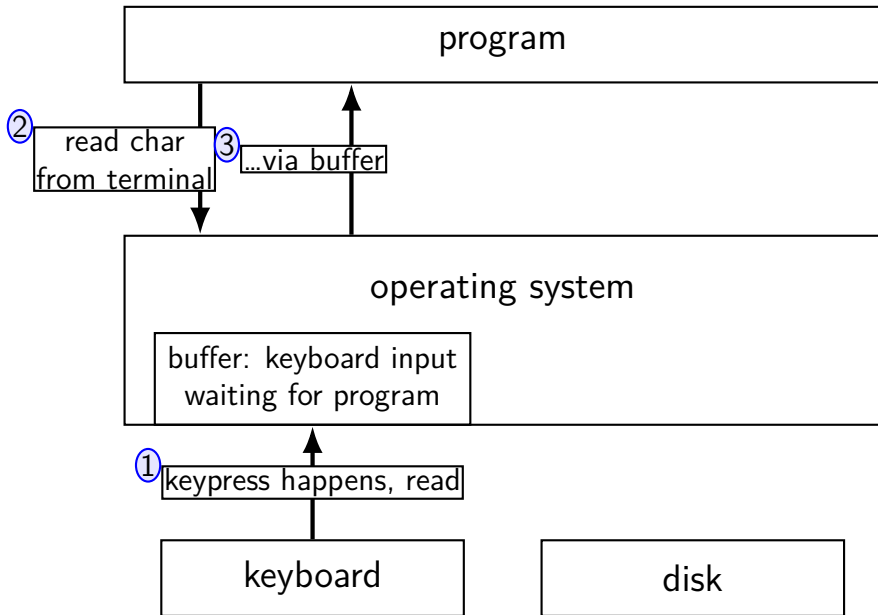 program
2
read char
from terminal
3
...via buffer
operating system
buffer: keyboard input
waiting for program
1
keypress happens, read
keyboard
disk